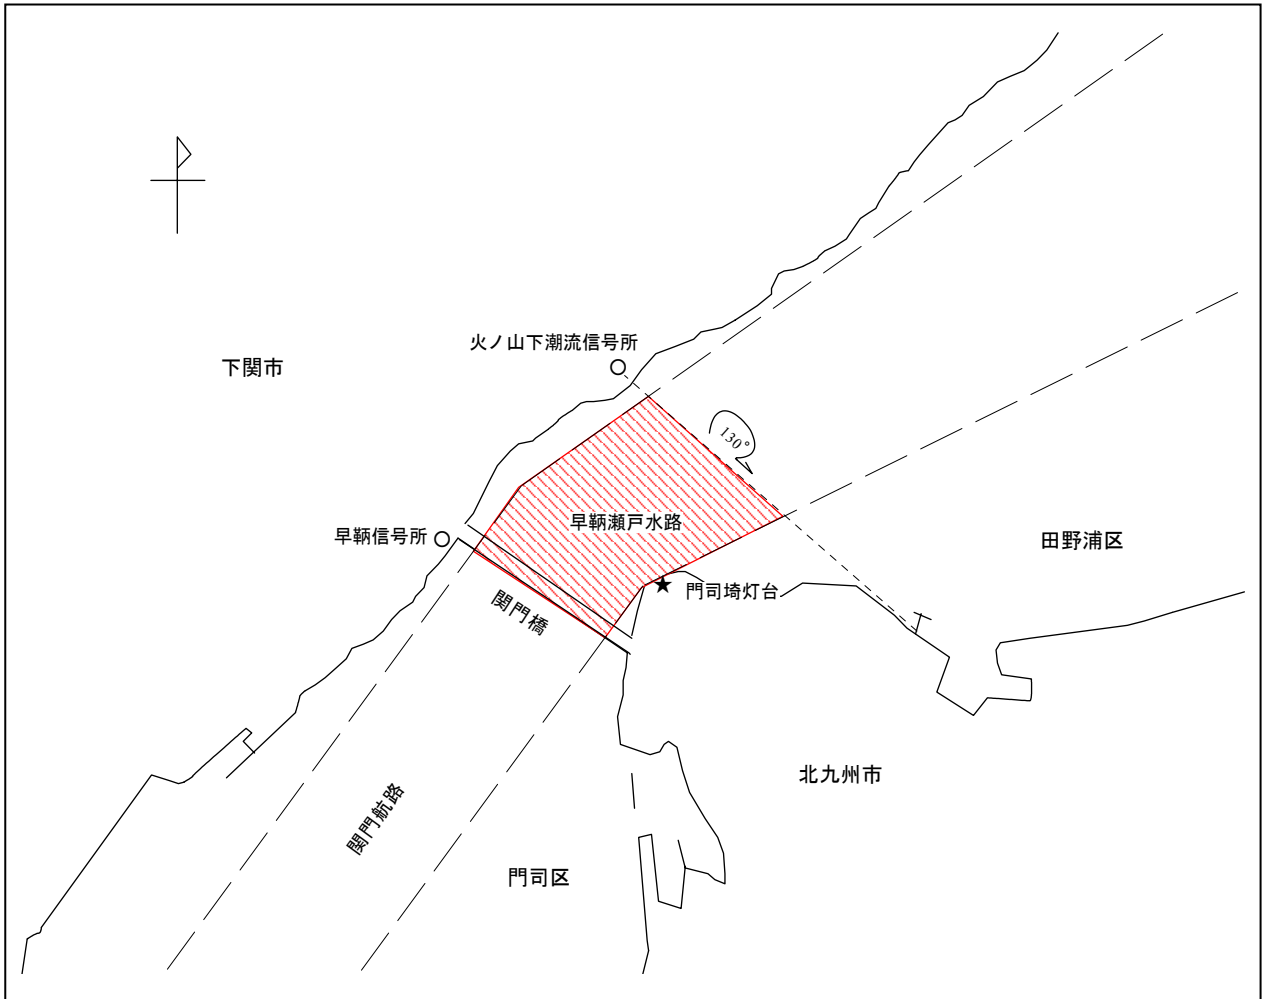 火ノ山下潮流信号所
下関市
130°
早鞆瀬戸水路
早鞆信号所
田野浦区
門司埼灯台
関門橋
北九州市
関門航路
門司区